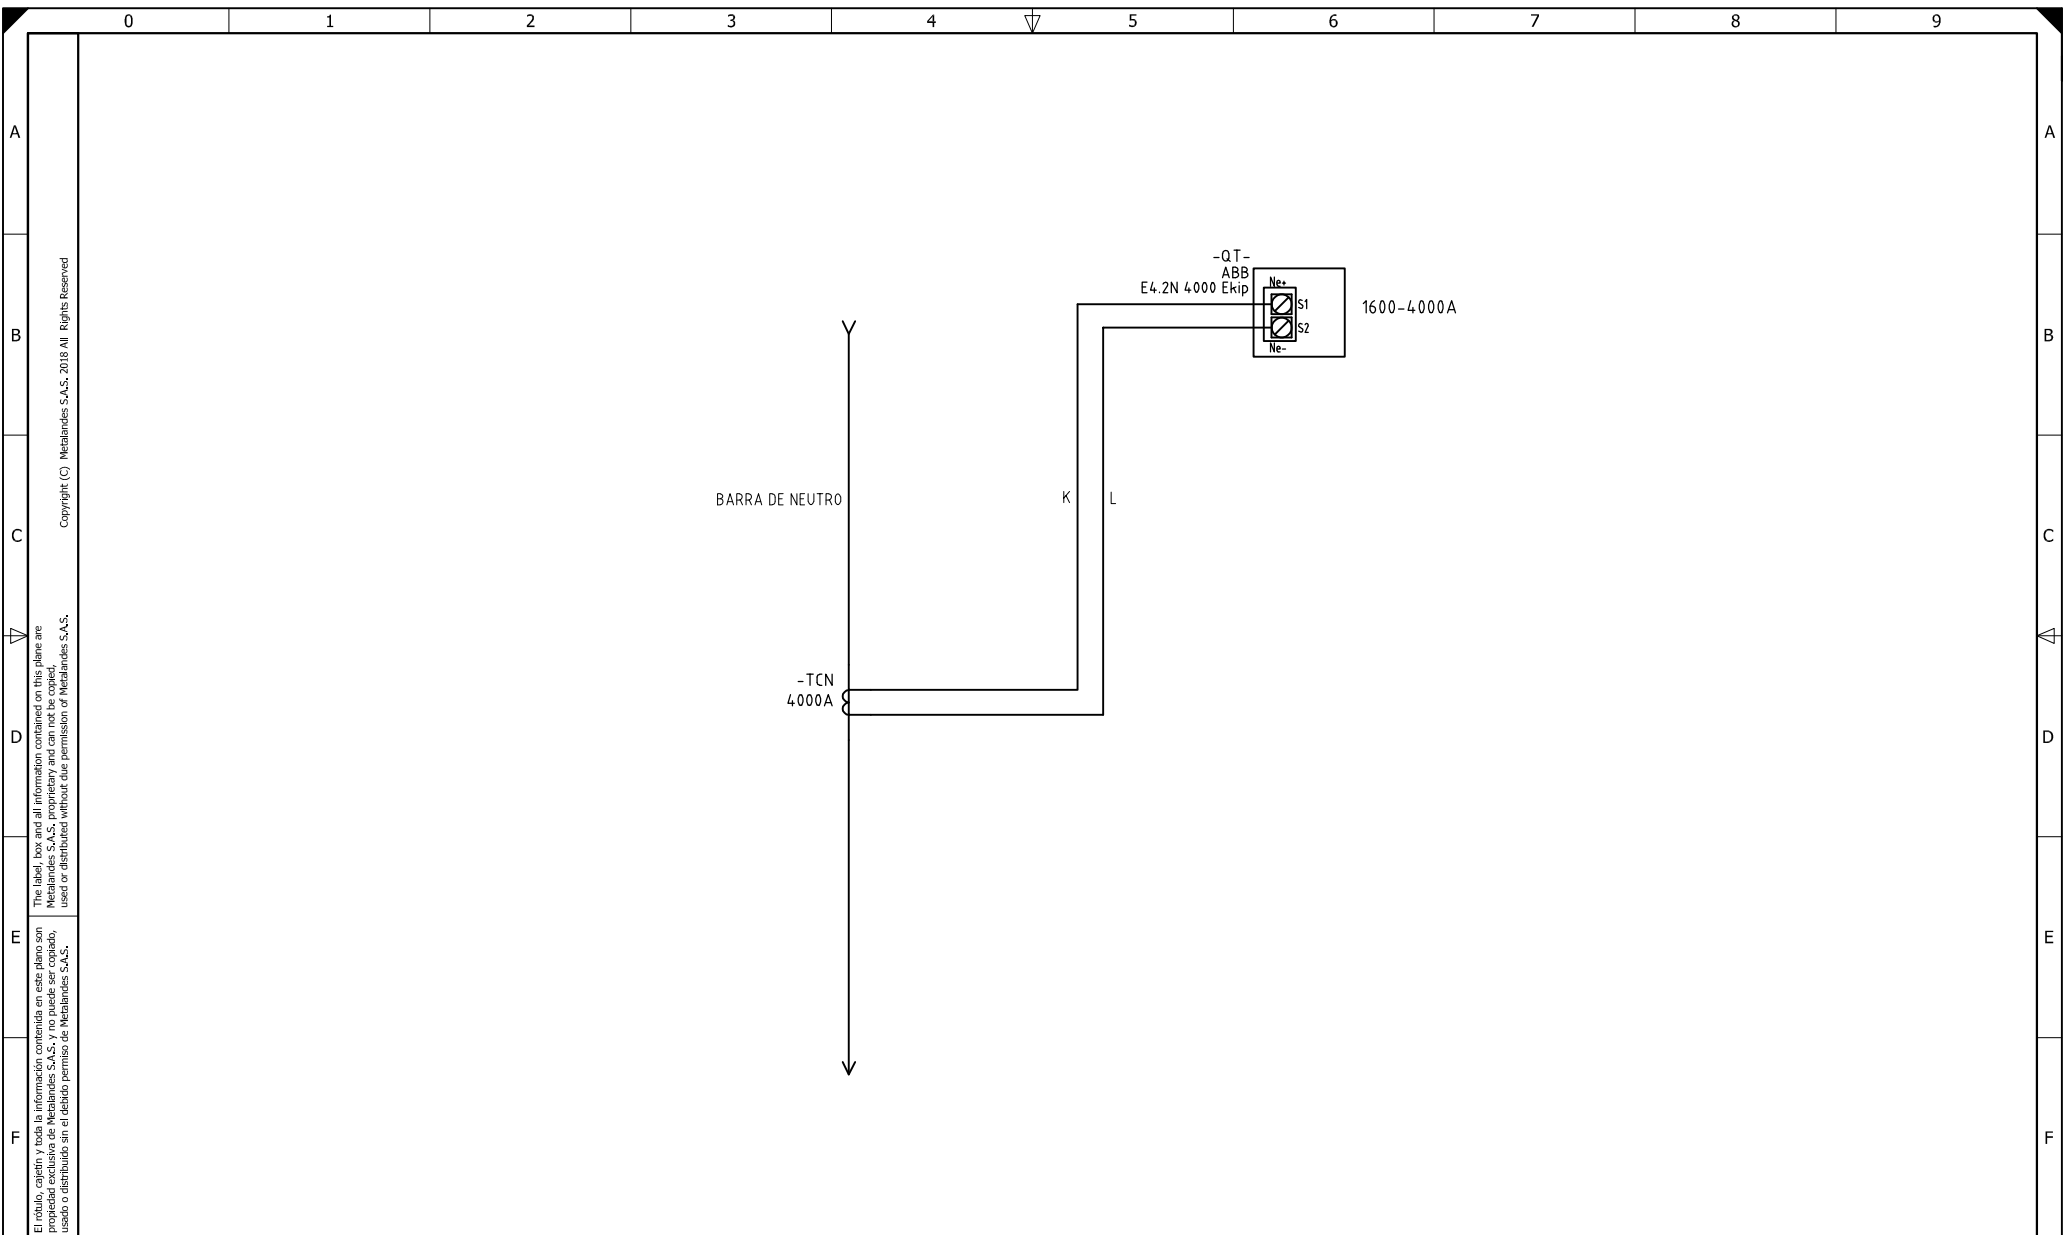 0 1 2 3 4 5 6 7 8 9
A A
-QT-
ABB
E4.2N 4000 Ekip
Ne+
S1
1600-4000A
S2
Ne-
B B
BARRA DE NEUTRO
K L
C C
-TCN
4000A
D D
E E
F F
Copyright (C) Metalandes S.A.S. 2018 All Rights Reserved
The label, box and all information contained on this plane are
Metalandes S.A.S. proprietary and can not be copied,
used or distributed without due permission of Metalandes S.A.S.
El rótulo, cajetín y toda la información contenida en este plano son
propiedad exclusiva de Metalandes S.A.S. y no puede ser copiado,
usado o distribuido sin el debido permiso de Metalandes S.A.S.